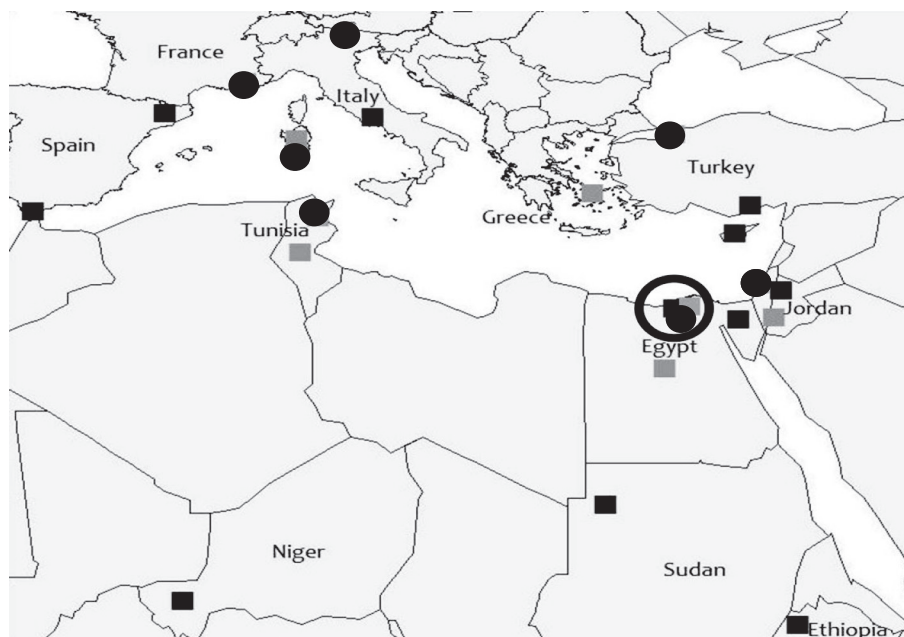 France
Italy
Spain
Turkey
Greece
Tunisia
Jordan
Egypt
Niger
Sudan
Ethiopia